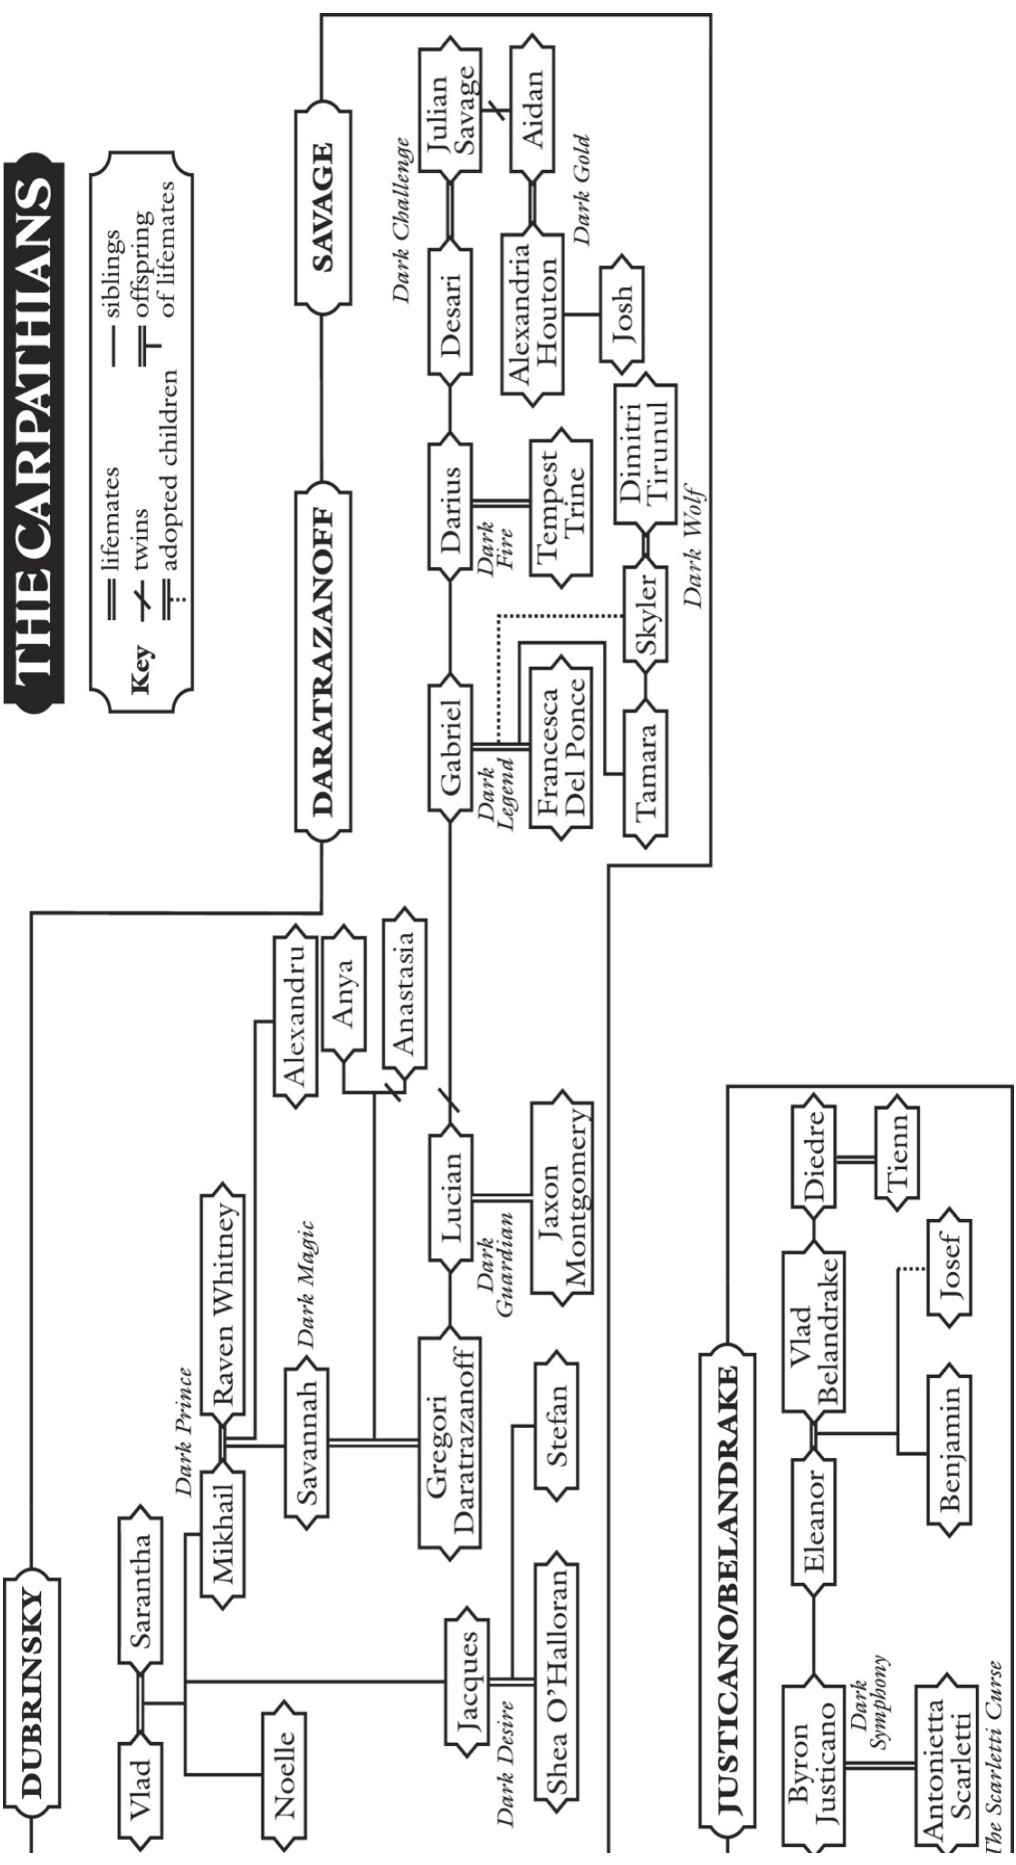 THE CARPATHIANS
Key
lifemates
siblings
twins
offspring
of lifemates
adopted children
DUBRINSKY
DARATRAZANOFF
SAVAGE
Vlad
Sarantha
Noelle
Mikhail
Dark Prince
Raven Whitney
Alexandru
Savannah
Dark Magic
Anya
Anastasia
Jacques
Dark Desire
Shea O’Halloran
Stefan
Gregori
Daratrazanoff
Lucian
Dark
Guardian
Jaxon
Montgomery
Gabriel
Dark
Legend
Francesca
Del Ponce
Tamara
Skyler
Dimitri
Tirunul
Dark Wolf
Darius
Dark
Fire
Tempest
Trine
Desari
Dark Challenge
Julian
Savage
Aidan
Alexandria
Houton
Dark Gold
Josh
JUSTICANO/BELANDRAKE
Byron
Justicano
Dark
Symphony
Antonietta
Scarletti
The Scarletti Curse
Eleanor
Vlad
Belandrake
Diedre
Tienn
Benjamin
Josef